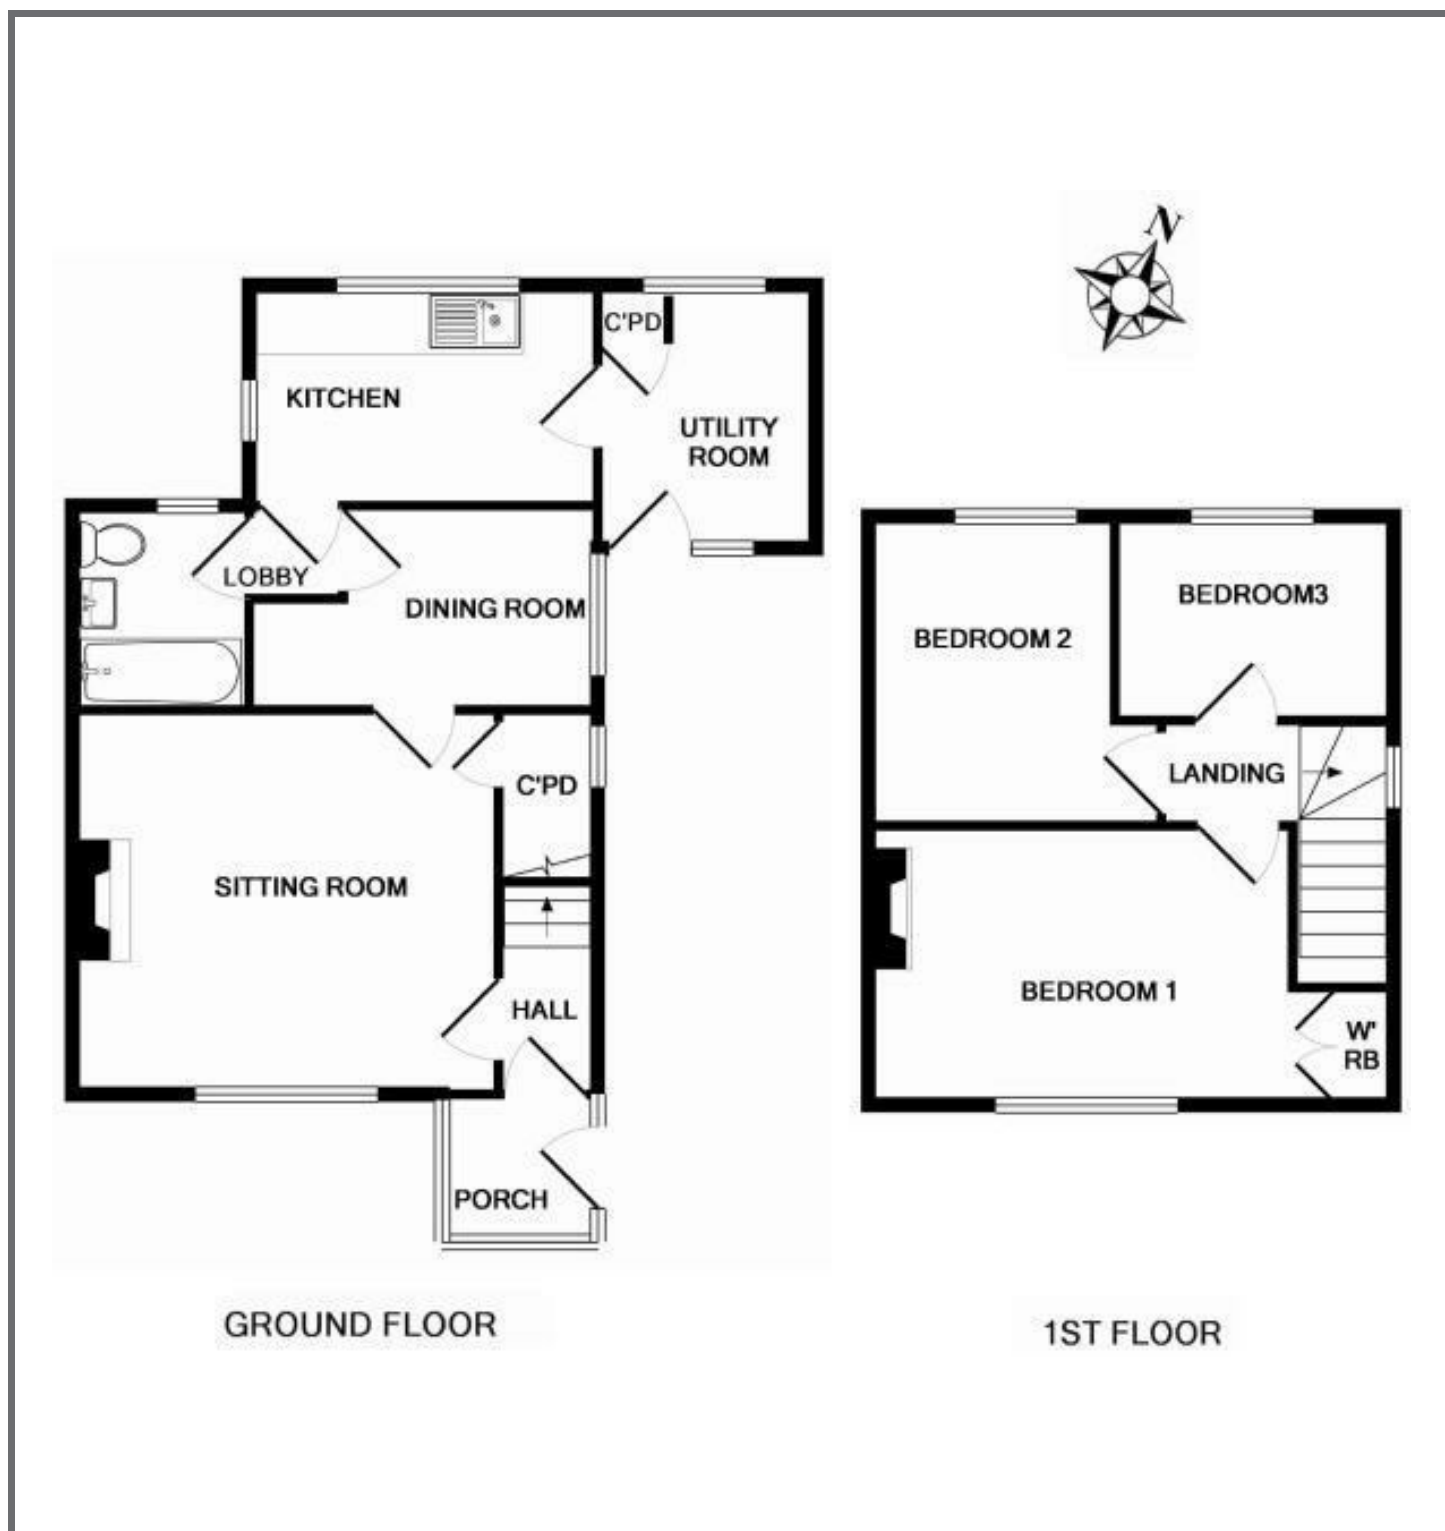 N
C'PD
KITCHEN
UTILITY
ROOM
LOBBY
DINING ROOM
BEDROOM 2
BEDROOM3
C'PD
LANDING
SITTING ROOM
HALL
BEDROOM 1
W'
RB
PORCH
GROUND FLOOR
1ST FLOOR